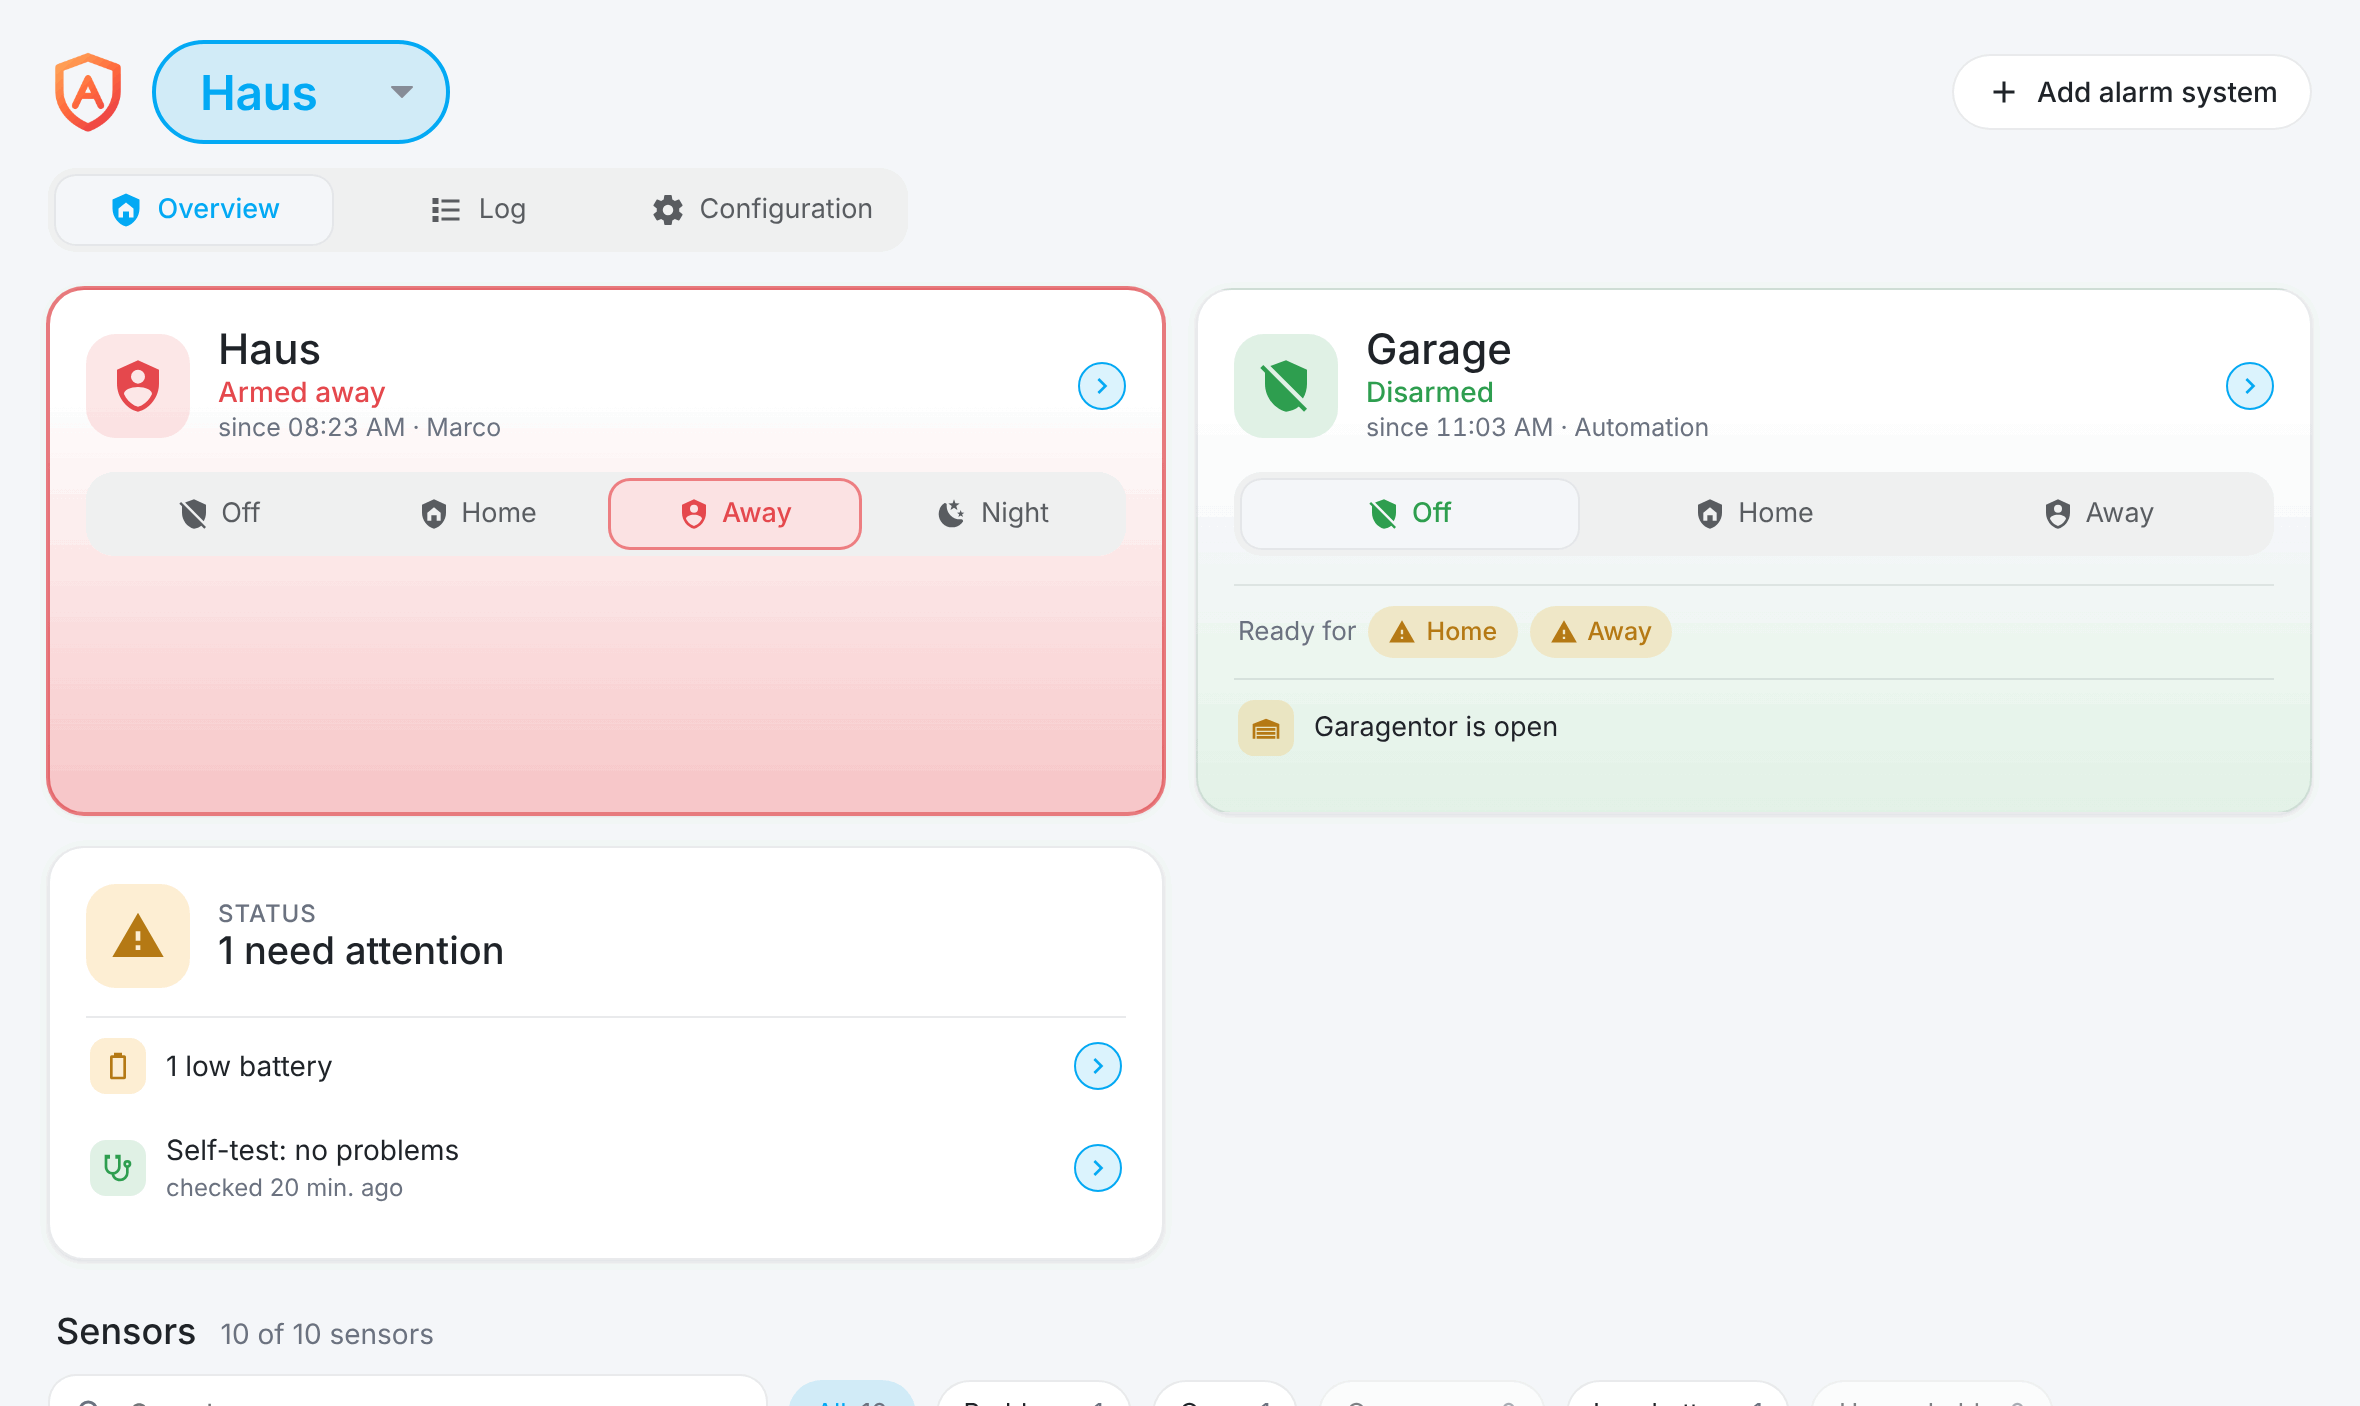 Haus
Add alarm system
Overview
Log
Configuration
Haus
Armed away
since 08:23 AM · Marco
Off
Home
Away
Night
Garage
Disarmed
since 11:03 AM · Automation
Off
Home
Away
Ready for
Home
Away
Garagentor is open
STATUS
1 need attention
1 low battery
Self-test: no problems
checked 20 min. ago
Sensors
10 of 10 sensors